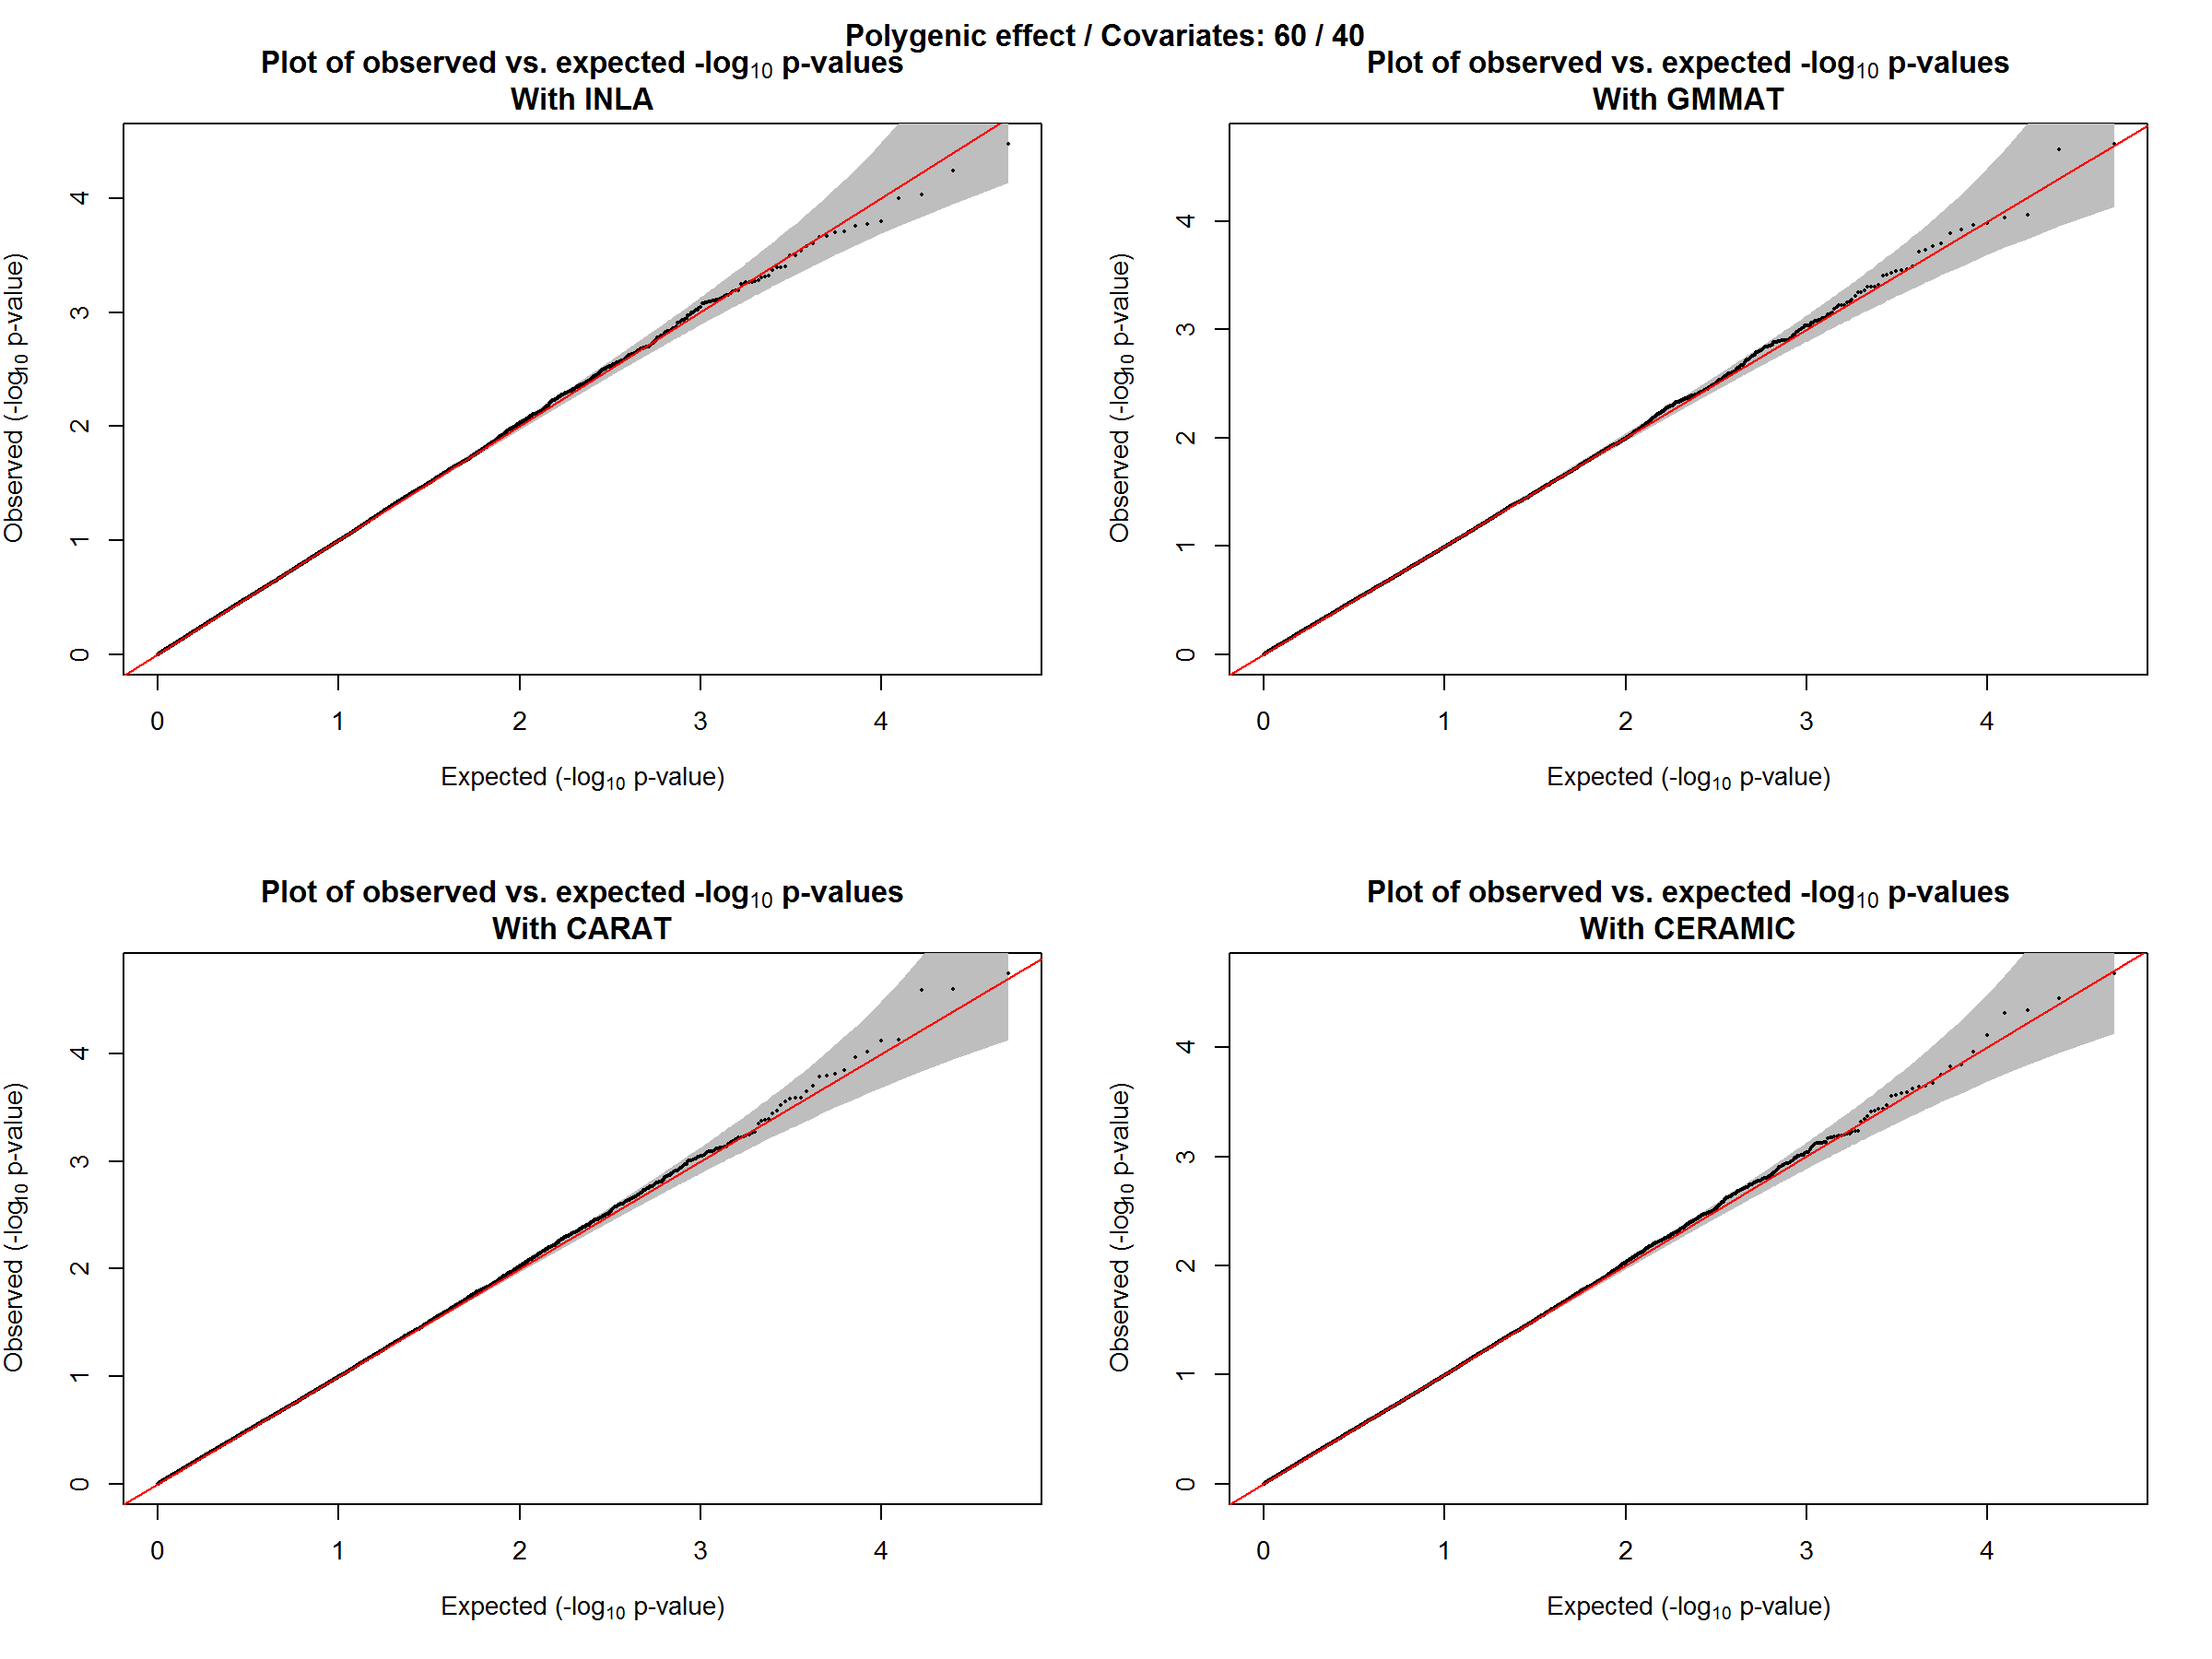 Polygenic effect / Covariates: 60 / 40
Plot of observed vs. expected -log10 p-values
With INLA
Observed (-log10 p-value)
4
3
2
1
0
0 1 2 3 4
Expected (-log10 p-value)
Plot of observed vs. expected -log10 p-values
With GMMAT
Observed (-log10 p-value)
4
3
2
1
0
0 1 2 3 4
Expected (-log10 p-value)
Plot of observed vs. expected -log10 p-values
With CARAT
Observed (-log10 p-value)
4
3
2
1
0
0 1 2 3 4
Expected (-log10 p-value)
Plot of observed vs. expected -log10 p-values
With CERAMIC
Observed (-log10 p-value)
4
3
2
1
0
0 1 2 3 4
Expected (-log10 p-value)